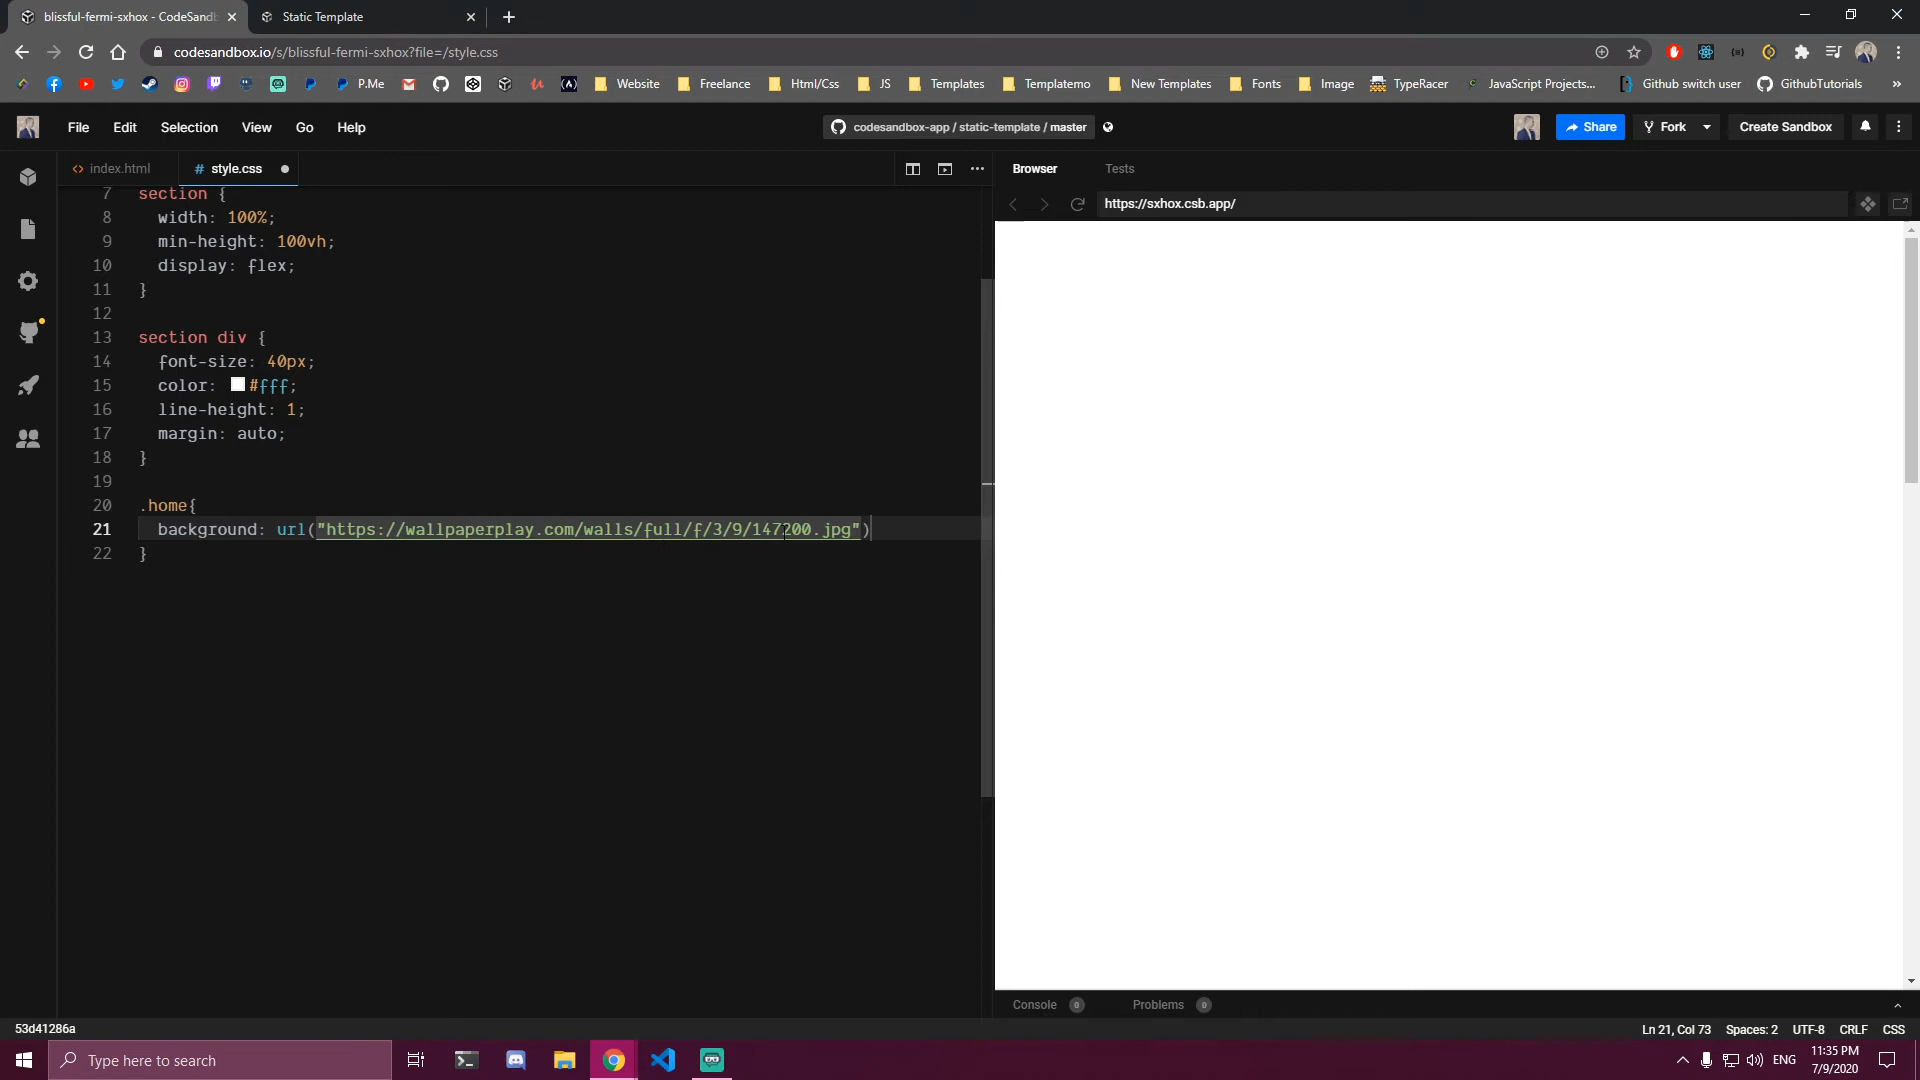 blissful-fermi-sxhox - CodeSandb
Static Template
codesandbox.io/s/blissful-fermi-sxhox?file=/style.css
P.Me
Website
Freelance
Html/Css
JS
Templates
Templatemo
New Templates
Fonts
Image
TypeRacer
JavaScript Projects...
Github switch user
GithubTutorials
»
File Edit Selection View Go Help
codesandbox-app / static-template / master
Share
Fork
Create Sandbox
<> index.html
# style.css
Browser
Tests
https://sxhox.csb.app/
7 section {
8 width: 100%;
9 min-height: 100vh;
10 display: flex;
11 }
12
13 section div {
14 font-size: 40px;
15 color: #fff;
16 line-height: 1;
17 margin: auto;
18 }
19
20 .home{
21 background: url("https://wallpaperplay.com/walls/full/f/3/9/147200.jpg")
22 }
Console 0
Problems 0
53d41286a
Ln 21, Col 73 Spaces: 2 UTF-8 CRLF CSS
Type here to search
ENG
11:35 PM
7/9/2020